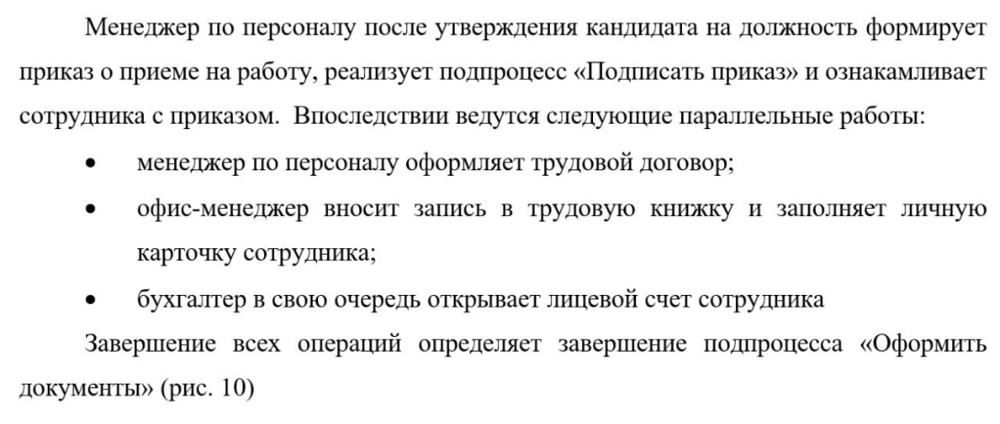 Менеджер по персоналу после утверждения кандидата на должность формирует
приказ о приеме на работу, реализует подпроцесс «Подписать приказ» и ознакамливает
сотрудника с приказом. Впоследствии ведутся следующие параллельные работы:
• менеджер по персоналу оформляет трудовой договор;
• офис-менеджер вносит запись в трудовую книжку и заполняет личную
карточку сотрудника;
• бухгалтер в свою очередь открывает лицевой счет сотрудника
Завершение всех операций определяет завершение подпроцесса «Оформить
документы» (рис. 10)